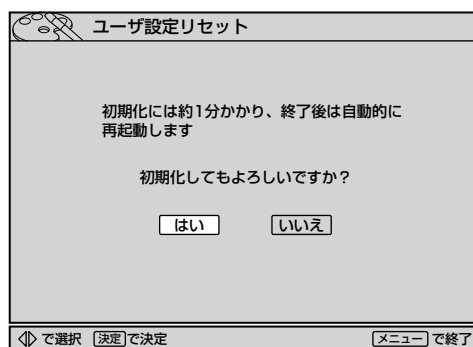 ユーザ設定リセット
初期化には約1分かかり、終了後は自動的に
再起動します
初期化してもよろしいですか？
はい いいえ
で選択 決定で決定 メニューで終了